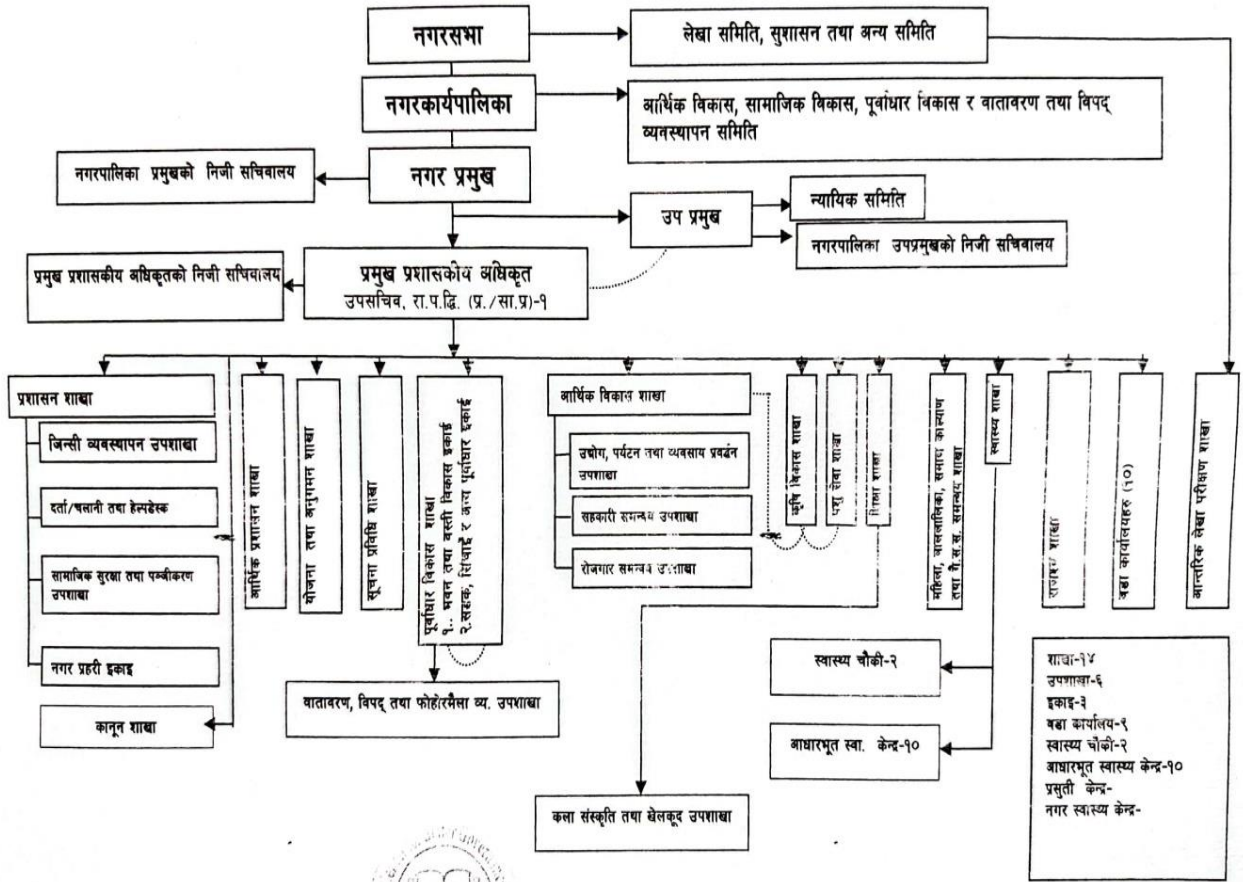 नगरसभा
लेखा समिति, सुशासन तथा अन्य समिति
नगरकार्यपालिका
आर्थिक विकास, सामाजिक विकास, पूर्वाधार विकास र वातावरण तथा विपद्
व्यवस्थापन समिति
नगरपालिका प्रमुखको निजी सचिवालय
नगर प्रमुख
उप प्रमुख
न्यायिक समिति
नगरपालिका उपप्रमुखको निजी सचिवालय
प्रमुख प्रशासकीय अधिकृतको निजी सचिवालय
प्रमुख प्रशासकीय अधिकृत
उपसचिव, रा.प.द्वि. (प्र./सा.प्र)-१
प्रशासन शाखा
जिन्सी व्यवस्थापन उपशाखा
दर्ता/चलानी तथा हेल्पडेस्क
सामाजिक सुरक्षा तथा पञ्जीकरण
उपशाखा
नगर प्रहरी इकाइ
कानून शाखा
आर्थिक प्रशासन शाखा
योजना तथा अनुगमन शाखा
सूचना प्रविधि शाखा
पूर्वाधार विकास शाखा
१.. भवन तथा वस्ती विकास इकाई
२.सडक, सिंचाई र अन्य पूर्वाधार इकाई
वातावरण, विपद् तथा फोहोरमैला व्य. उपशाखा
आर्थिक विकास शाखा
उद्योग, पर्यटन तथा व्यवसाय प्रवर्द्धन
उपशाखा
सहकारी समन्वय उपशाखा
रोजगार समन्वय उपशाखा
कृषि विकास शाखा
पशु सेवा शाखा
शिक्षा शाखा
कला संस्कृति तथा खेलकूद उपशाखा
महिला, बालबालिका, समाज कल्याण
तथा गै.स.स. समन्वय शाखा
स्वास्थ्य शाखा
स्वास्थ्य चौकी-२
आधारभूत स्वा. केन्द्र-१०
राजश्व शाखा
वडा कार्यालयहरु (१०)
आन्तरिक लेखा परीक्षण शाखा
शाखा-१४
उपशाखा-६
इकाइ-३
वडा कार्यालय-९
स्वास्थ्य चौकी-२
आधारभूत स्वास्थ्य केन्द्र-१०
प्रसुती केन्द्र-
नगर स्वास्थ्य केन्द्र-